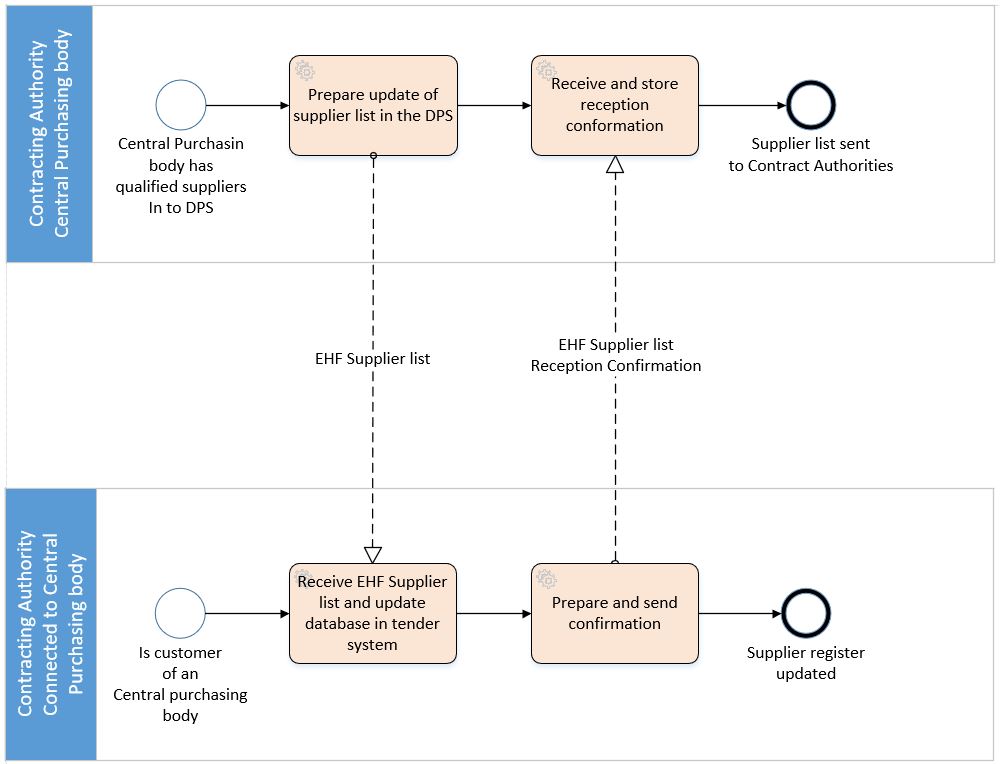 Contracting Authority
Central Purchasing body
Prepare update of
supplier list in the DPS
Receive and store
reception
conformation
Central Purchasin
body has
qualified suppliers
In to DPS
Supplier list sent
to Contract Authorities
EHF Supplier list
EHF Supplier list
Reception Confirmation
Contracting Authority
Connected to Central
Purchasing body
Receive EHF Supplier
list and update
database in tender
system
Prepare and send
confirmation
Is customer
of an
Central purchasing
body
Supplier register
updated